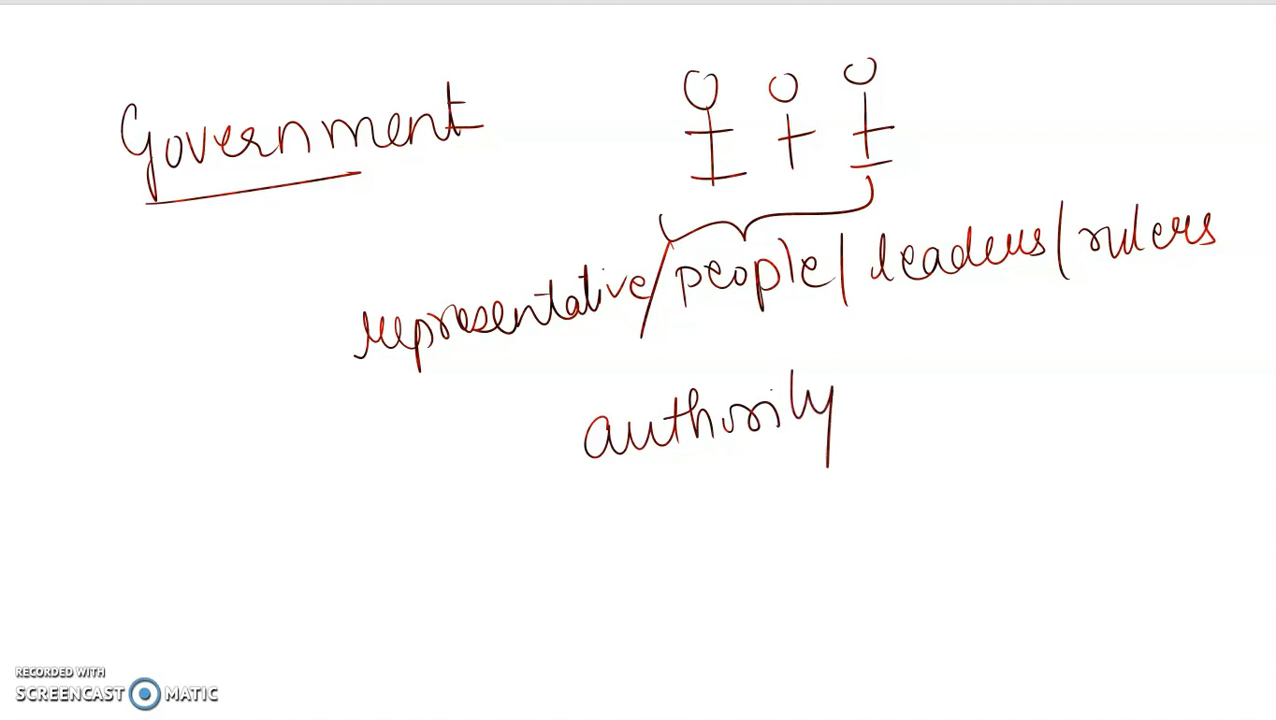 Government
representative/people/leaders/rulers
authority
RECORDED WITH
SCREENCAST MATIC